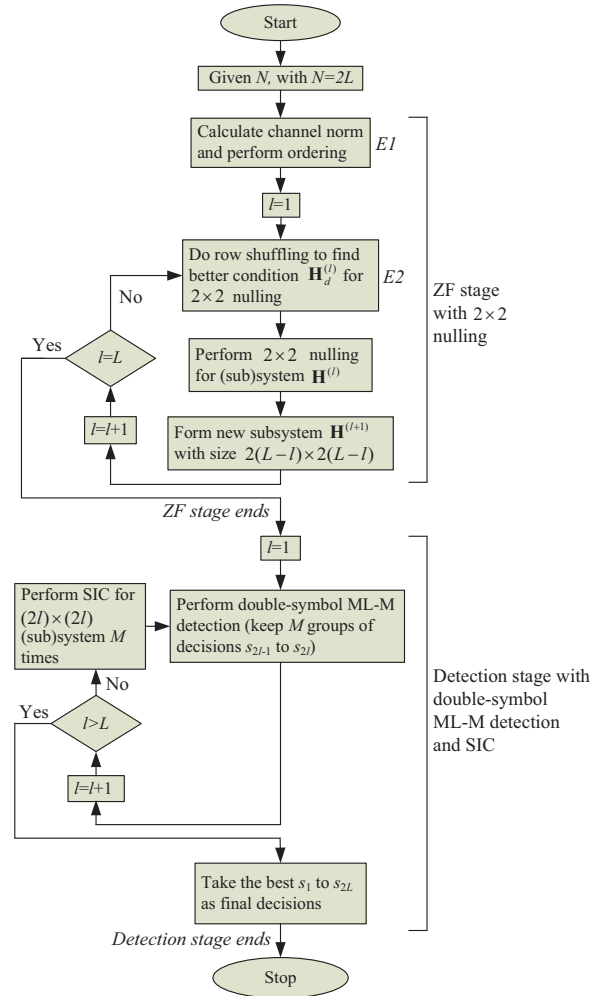 Start
Given N, with N=2L
Calculate channel norm
and perform ordering
E1
l=1
Do row shuffling to find
better condition H_d^(l) for
2×2 nulling
E2
No
Yes
l=L
Perform 2×2 nulling
for (sub)system H^(l)
l=l+1
Form new subsystem H^(l+1)
with size 2(L−l)×2(L−l)
ZF stage
with 2×2
nulling
ZF stage ends
l=1
Perform SIC for
(2l)×(2l)
(sub)system M
times
Perform double-symbol ML-M
detection (keep M groups of
decisions s_2l-1 to s_2l)
No
Yes
l>L
l=l+1
Detection stage with
double-symbol
ML-M detection
and SIC
Take the best s_1 to s_2L
as final decisions
Detection stage ends
Stop